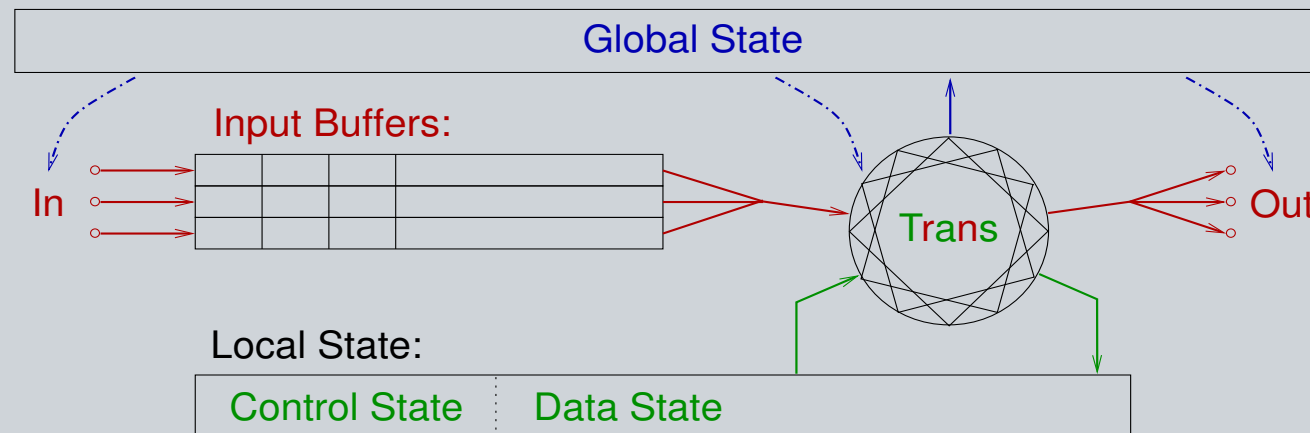 Global State
Input Buffers:
In
Trans
Out
Local State:
Control State Data State